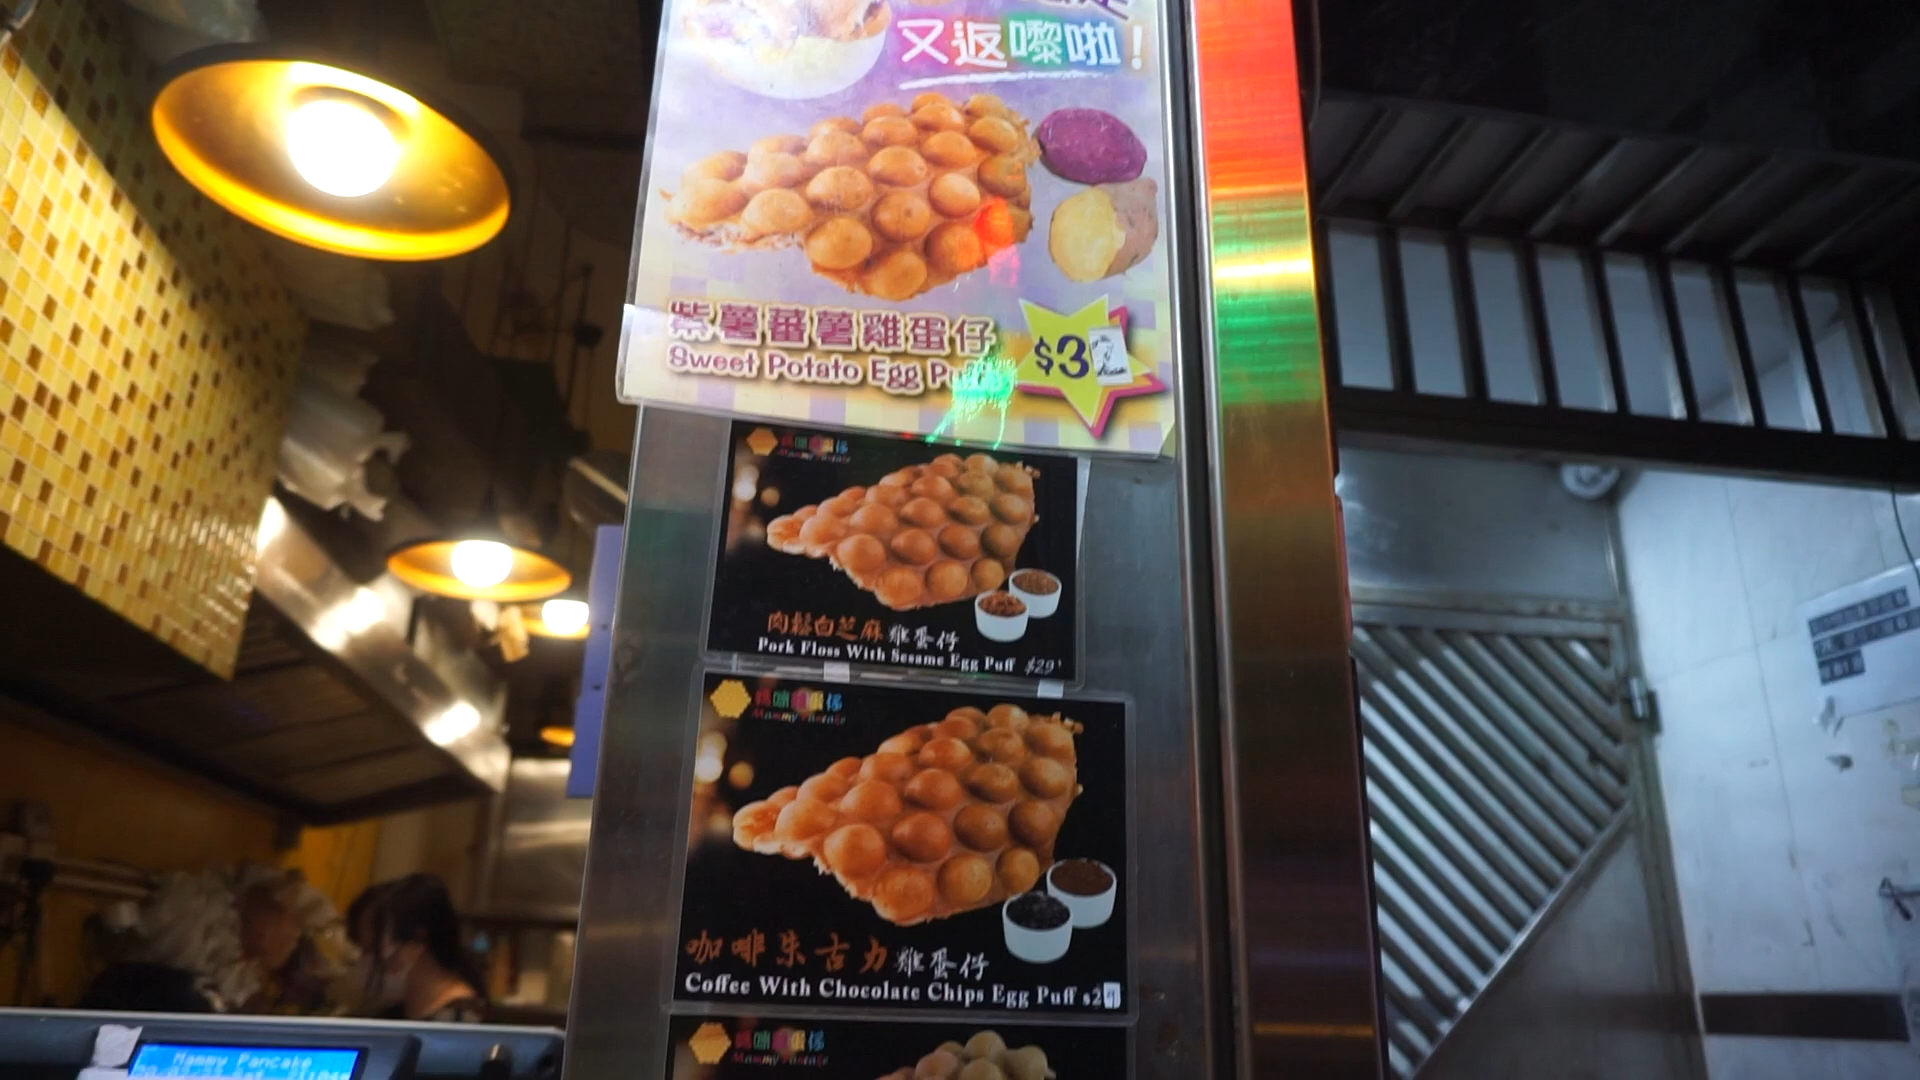 又返嚟啦！
紫薯蕃薯雞蛋仔
Sweet Potato Egg Puff
$3
媽咪雞蛋仔
Mammy Pancake
肉鬆白芝麻雞蛋仔
Pork Floss With Sesame Egg Puff $29
媽咪雞蛋仔
Mammy Pancake
咖啡朱古力雞蛋仔
Coffee With Chocolate Chips Egg Puff $29
媽咪雞蛋仔
Mammy Pancake
Mammy Pancake